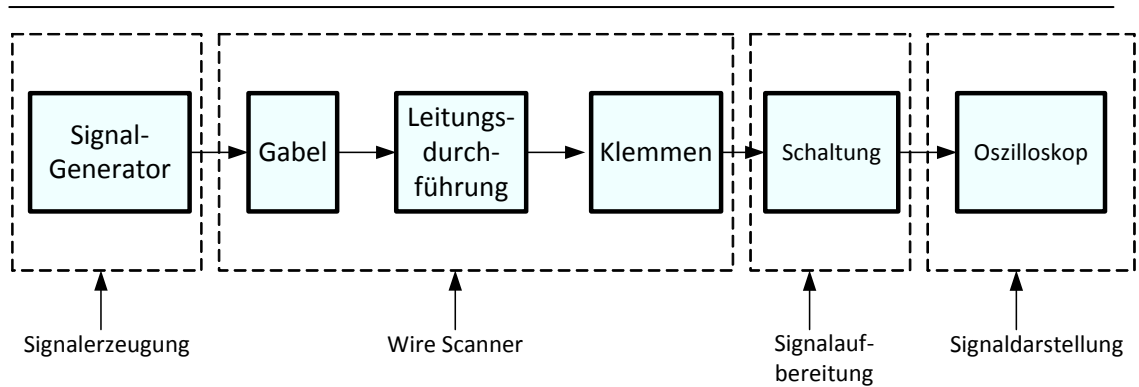 Signal-
Generator
Gabel
Leitungs-
durch-
führung
Klemmen
Schaltung
Oszilloskop
Signalerzeugung
Wire Scanner
Signalauf-
bereitung
Signaldarstellung